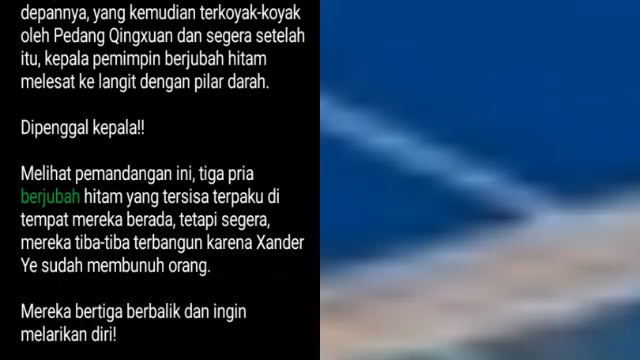 depannya, yang kemudian terkoyak-koyak
oleh Pedang Qingxuan dan segera setelah
itu, kepala pemimpin berjubah hitam
melesat ke langit dengan pilar darah.
Dipenggal kepala!!
Melihat pemandangan ini, tiga pria
berjubah hitam yang tersisa terpaku di
tempat mereka berada, tetapi segera,
mereka tiba-tiba terbangun karena Xander
Ye sudah membunuh orang.
Mereka bertiga berbalik dan ingin
melarikan diri!